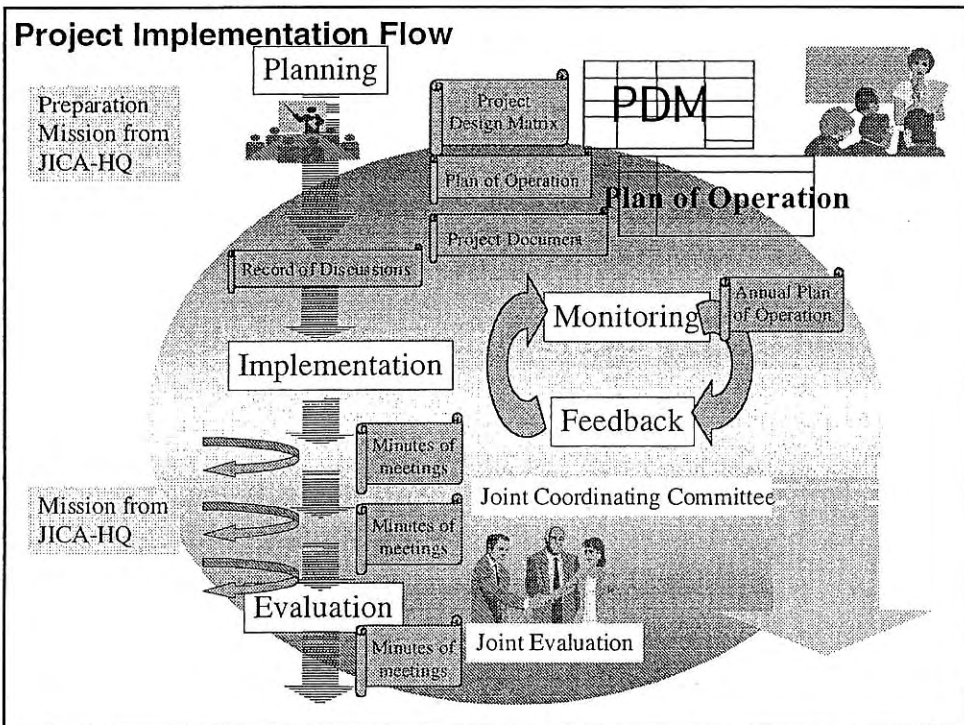 Project Implementation Flow
Planning
Preparation
Mission from
JICA-HQ
Project
Design Matrix
PDM
Plan of Operation
Plan of Operation
Project Document
Record of Discussions
Monitoring
Annual Plan
of Operation
Implementation
Feedback
Minutes of
meetings
Joint Coordinating Committee
Mission from
JICA-HQ
Minutes of
meetings
Evaluation
Joint Evaluation
Minutes of
meetings